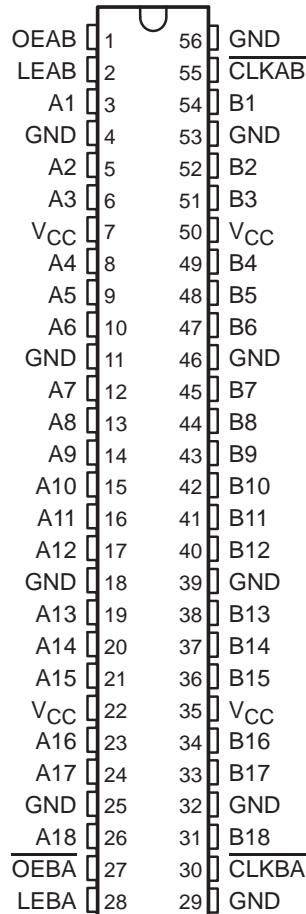 OEAB 1 56 GND
LEAB 2 55 CLKAB
A1 3 54 B1
GND 4 53 GND
A2 5 52 B2
A3 6 51 B3
VCC 7 50 VCC
A4 8 49 B4
A5 9 48 B5
A6 10 47 B6
GND 11 46 GND
A7 12 45 B7
A8 13 44 B8
A9 14 43 B9
A10 15 42 B10
A11 16 41 B11
A12 17 40 B12
GND 18 39 GND
A13 19 38 B13
A14 20 37 B14
A15 21 36 B15
VCC 22 35 VCC
A16 23 34 B16
A17 24 33 B17
GND 25 32 GND
A18 26 31 B18
OEBA 27 30 CLKBA
LEBA 28 29 GND